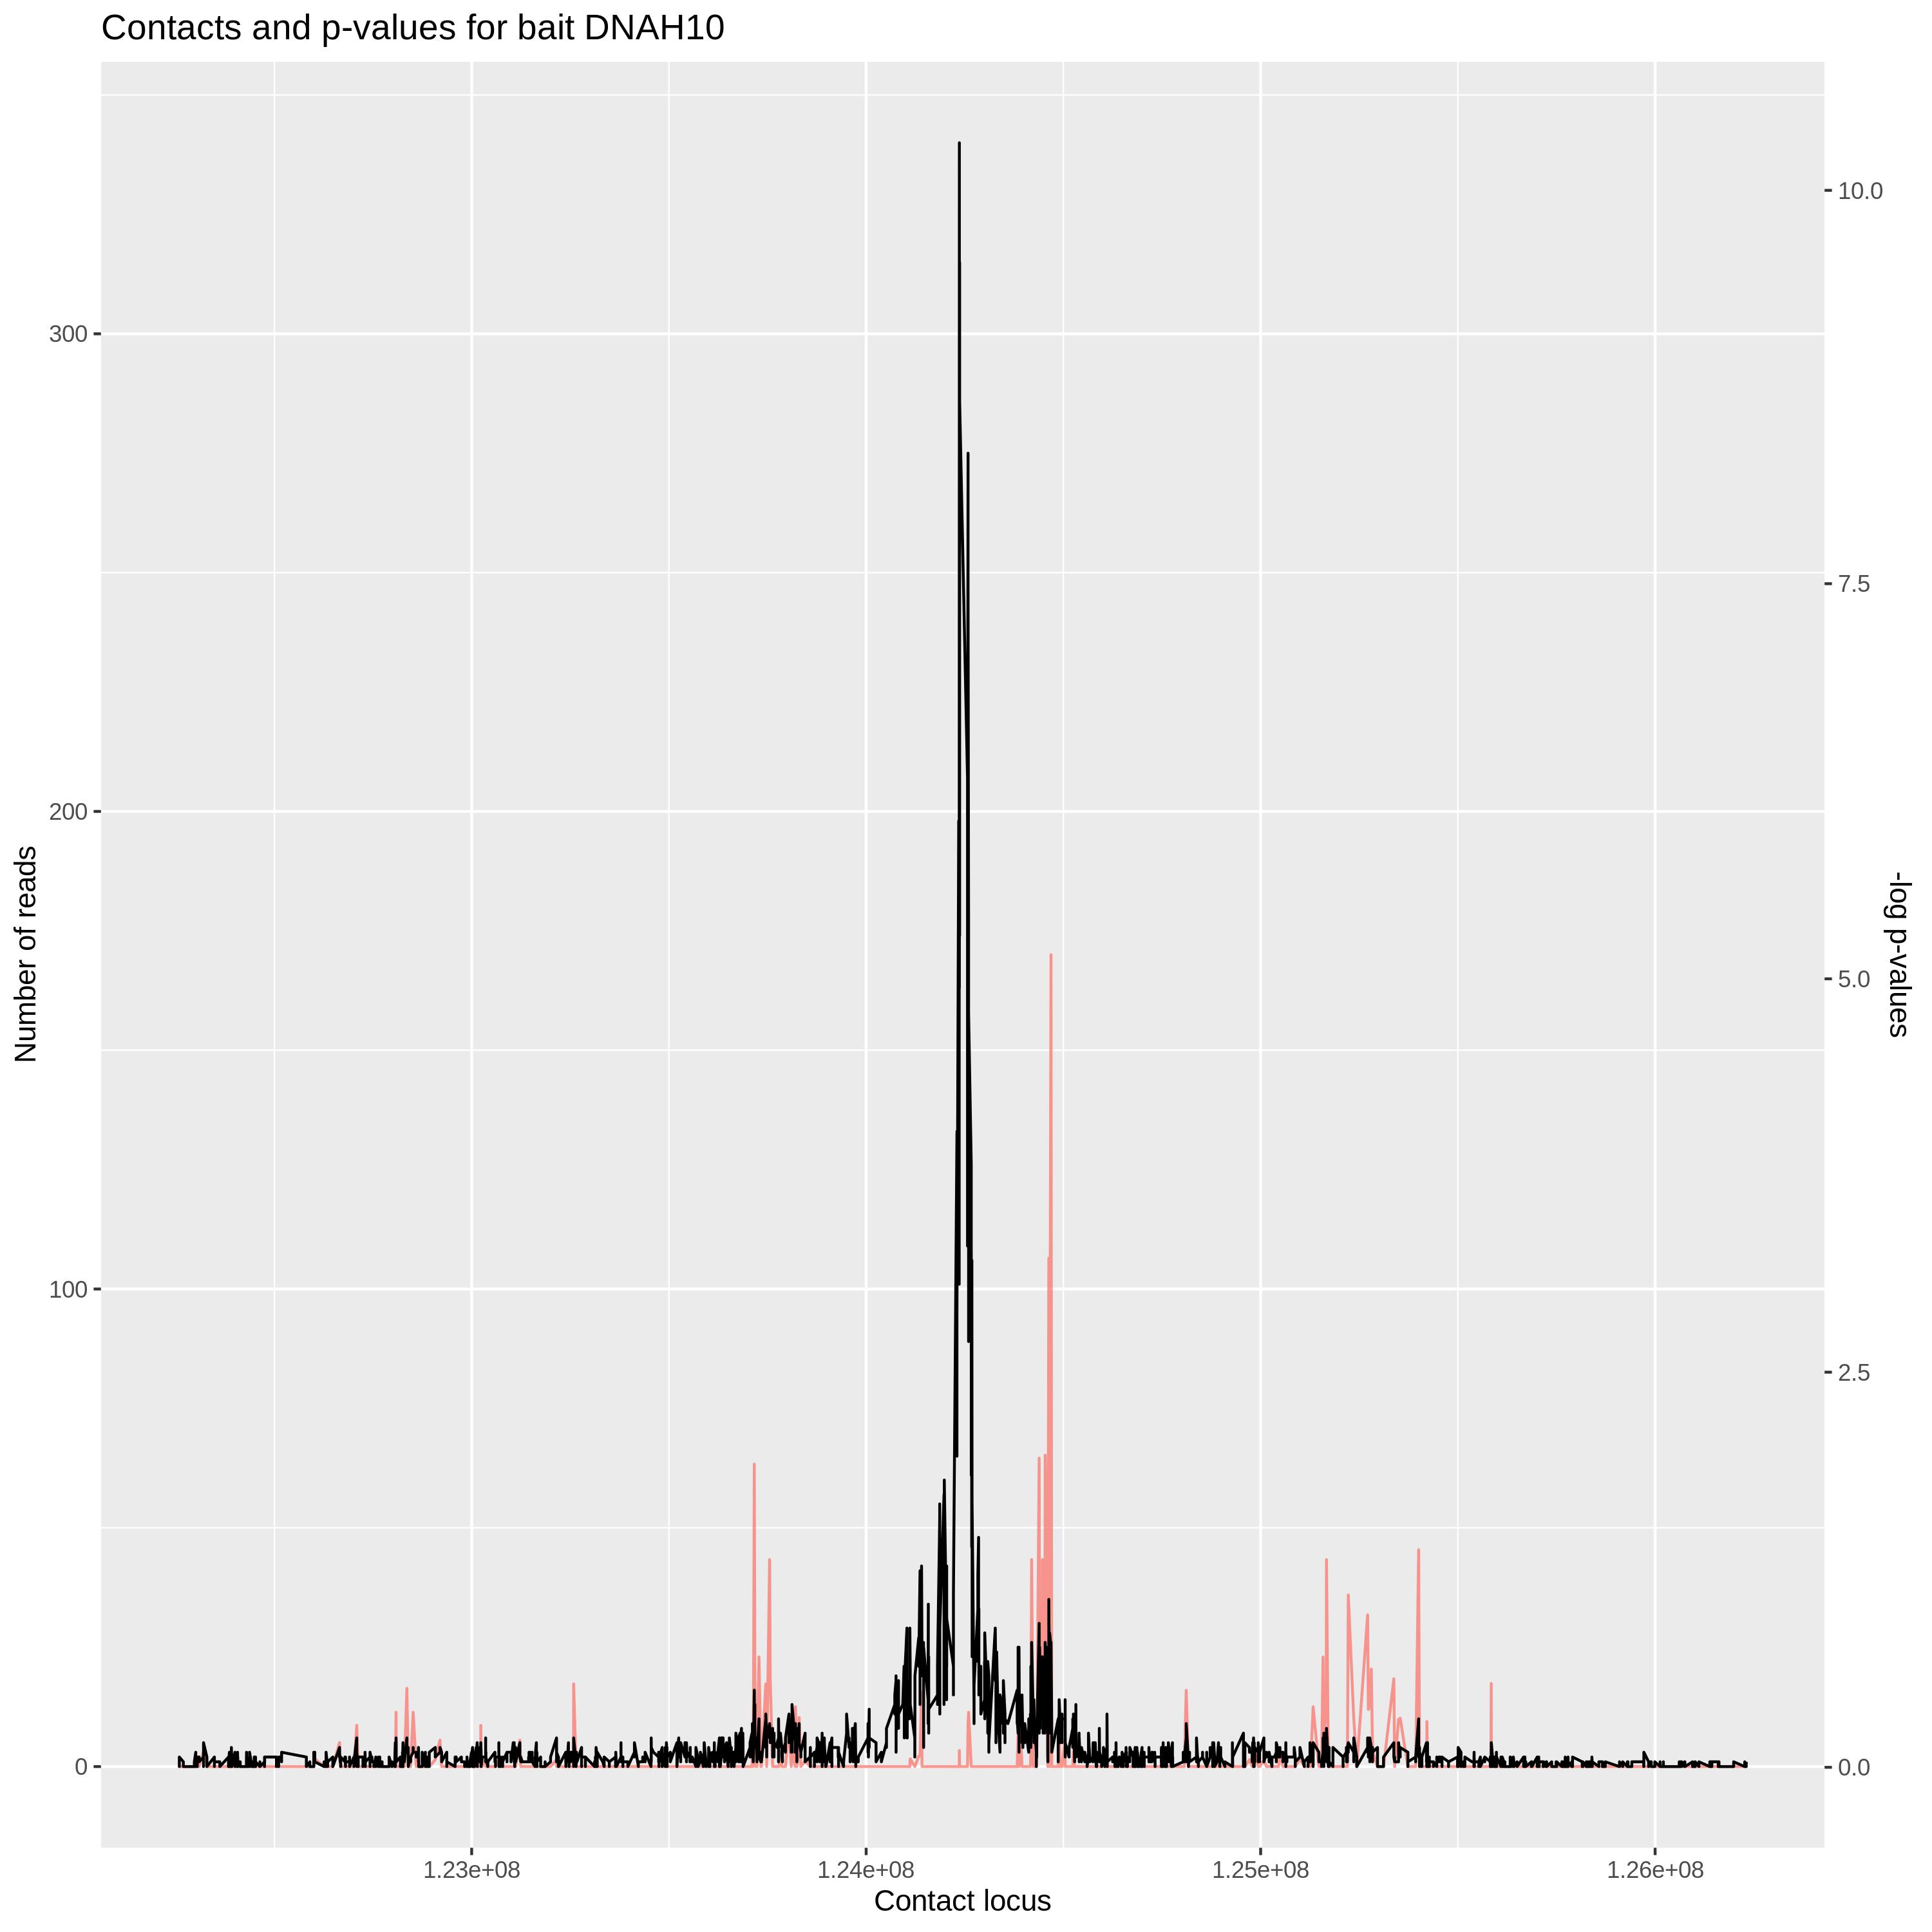 Contacts and p-values for bait DNAH10
Number of reads
300
200
100
0
10.0
7.5
5.0
2.5
0.0
-log p-values
1.23e+08
1.24e+08
1.25e+08
1.26e+08
Contact locus